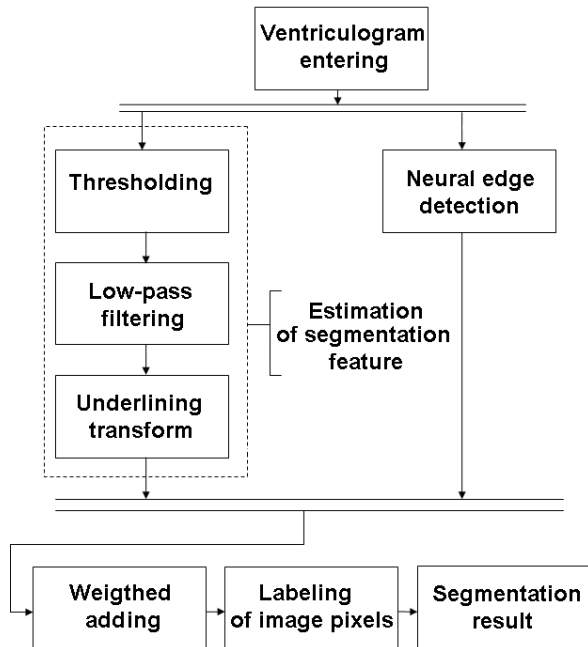 Ventriculogram
entering
Thresholding
Neural edge
detection
Low-pass
filtering
Estimation
of segmentation
feature
Underlining
transform
Weigthed
adding
Labeling
of image pixels
Segmentation
result